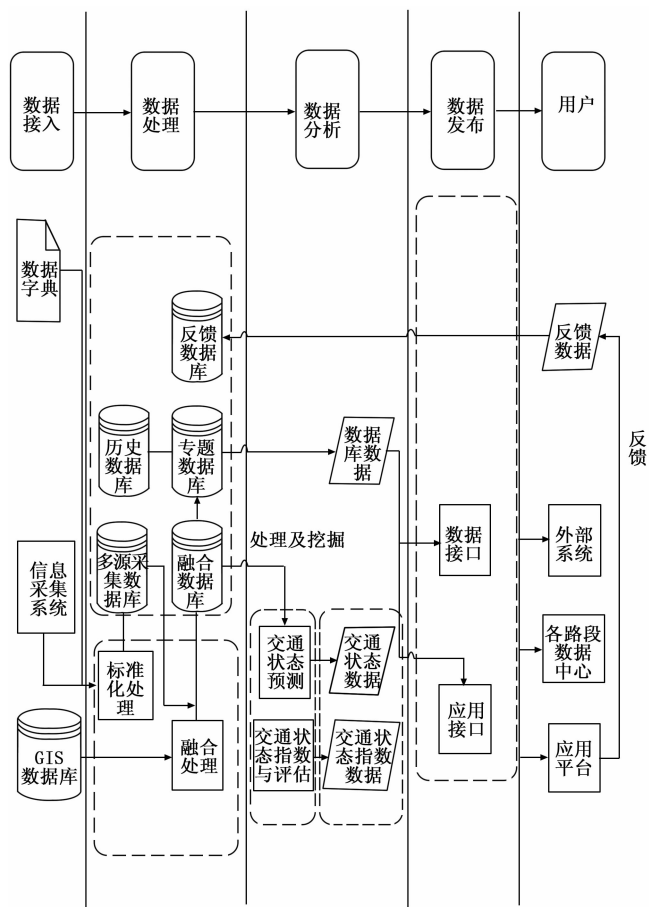 数据
接入
数据
处理
数据
分析
数据
发布
用户
数据
字典
反馈
数据库
反馈
数据
历史
数据库
专题
数据库
数据
库数
据
反馈
信息
采集
系统
多源采
集数
据库
融合
数据库
处理及挖掘
数据
接口
外部
系统
标准
化处
理
交通
状态
预测
交通
状态
数据
各路段
数据
中心
应用
接口
GIS
数据库
融合
处理
交通状
态指数
与评估
交通状
态指数
数据
应用
平台